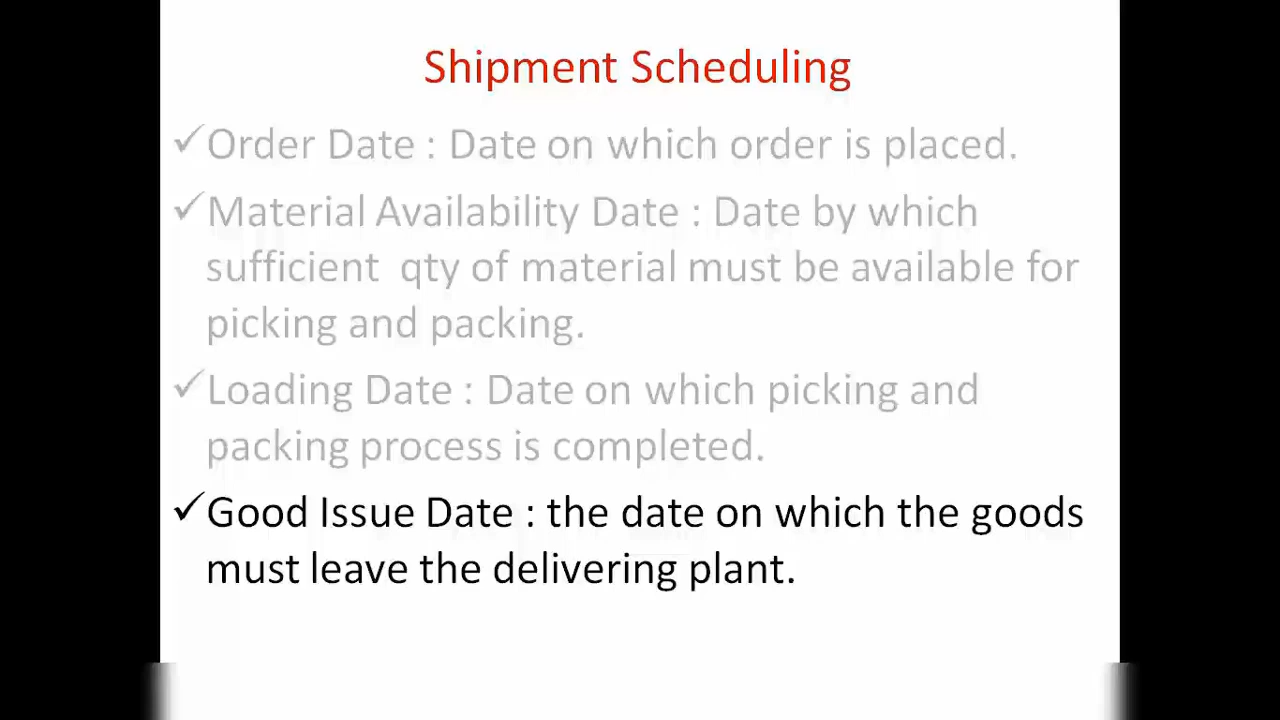 Shipment Scheduling
✓Order Date : Date on which order is placed.
✓Material Availability Date : Date by which
sufficient qty of material must be available for
picking and packing.
✓Loading Date : Date on which picking and
packing process is completed.
✓Good Issue Date : the date on which the goods
must leave the delivering plant.